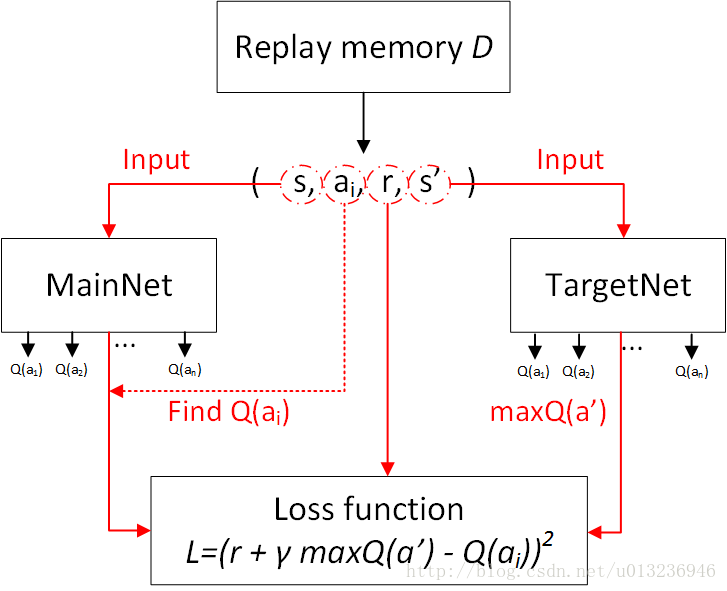 Replay memory D
Input
( s, aᵢ, r, s' )
Input
MainNet
TargetNet
...
Q(a₁) Q(a₂) Q(aₙ)
...
Q(a₁) Q(a₂) Q(aₙ)
Find Q(aᵢ)
maxQ(a’)
Loss function
L=(r + γ maxQ(a’) - Q(aᵢ))²
http://blog.csdn.net/u013236946